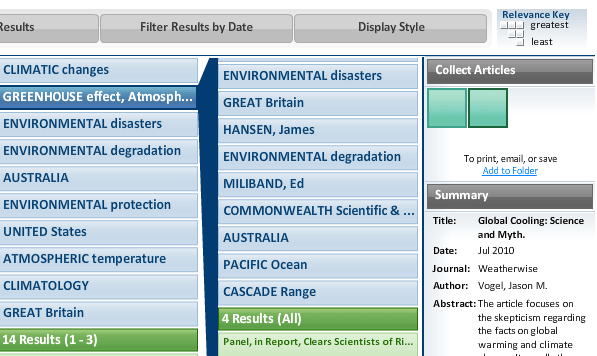 Results
Filter Results by Date
Display Style
Relevance Key
greatest
least
CLIMATIC changes
GREENHOUSE effect, Atmosph...
ENVIRONMENTAL disasters
ENVIRONMENTAL degradation
AUSTRALIA
ENVIRONMENTAL protection
UNITED States
ATMOSPHERIC temperature
CLIMATOLOGY
GREAT Britain
14 Results (1 - 3)
ENVIRONMENTAL disasters
GREAT Britain
HANSEN, James
ENVIRONMENTAL degradation
MILIBAND, Ed
COMMONWEALTH Scientific & ...
AUSTRALIA
PACIFIC Ocean
CASCADE Range
4 Results (All)
Panel, in Report, Clears Scientists of Ri...
Collect Articles
To print, email, or save
Add to Folder
Summary
Title: Global Cooling: Science
and Myth.
Date: Jul 2010
Journal: Weatherwise
Author: Vogel, Jason M.
Abstract: The article focuses on
the skepticism regarding
the facts on global
warming and climate